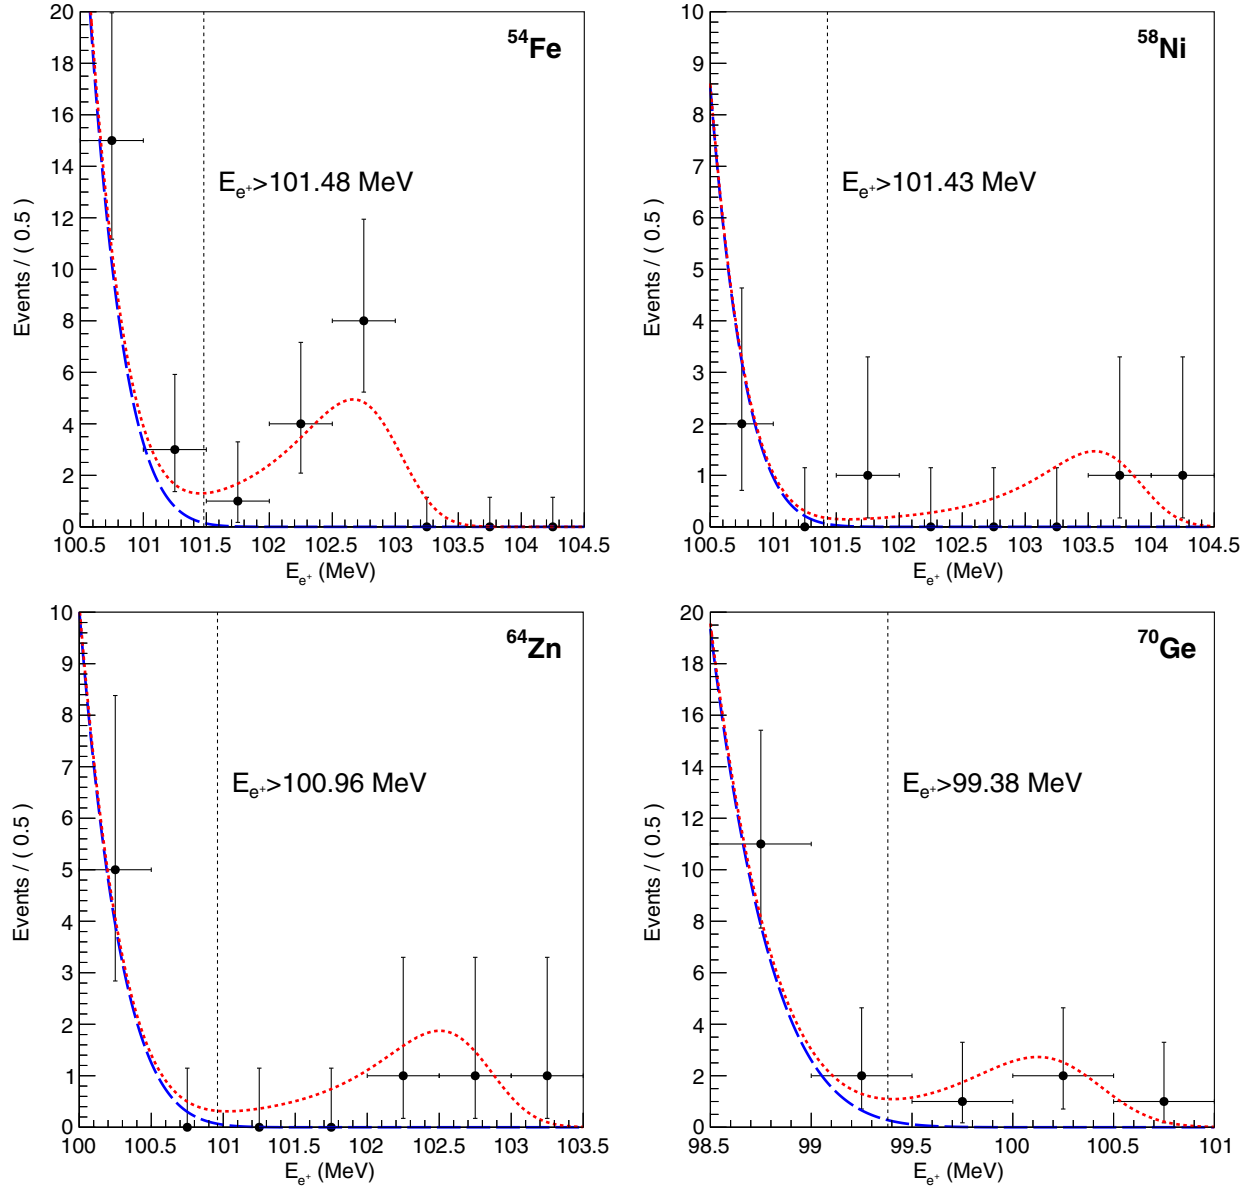 20
18
16
14
12
10
8
6
4
2
0
Events / ( 0.5 )
⁵⁴Fe
E_e⁺>101.48 MeV
100.5 101 101.5 102 102.5 103 103.5 104 104.5
E_e⁺ (MeV)
10
9
8
7
6
5
4
3
2
1
0
Events / ( 0.5 )
⁵⁸Ni
E_e⁺>101.43 MeV
100.5 101 101.5 102 102.5 103 103.5 104 104.5
E_e⁺ (MeV)
10
9
8
7
6
5
4
3
2
1
0
Events / ( 0.5 )
⁶⁴Zn
E_e⁺>100.96 MeV
100 100.5 101 101.5 102 102.5 103 103.5
E_e⁺ (MeV)
20
18
16
14
12
10
8
6
4
2
0
Events / ( 0.5 )
⁷⁰Ge
E_e⁺>99.38 MeV
98.5 99 99.5 100 100.5 101
E_e⁺ (MeV)